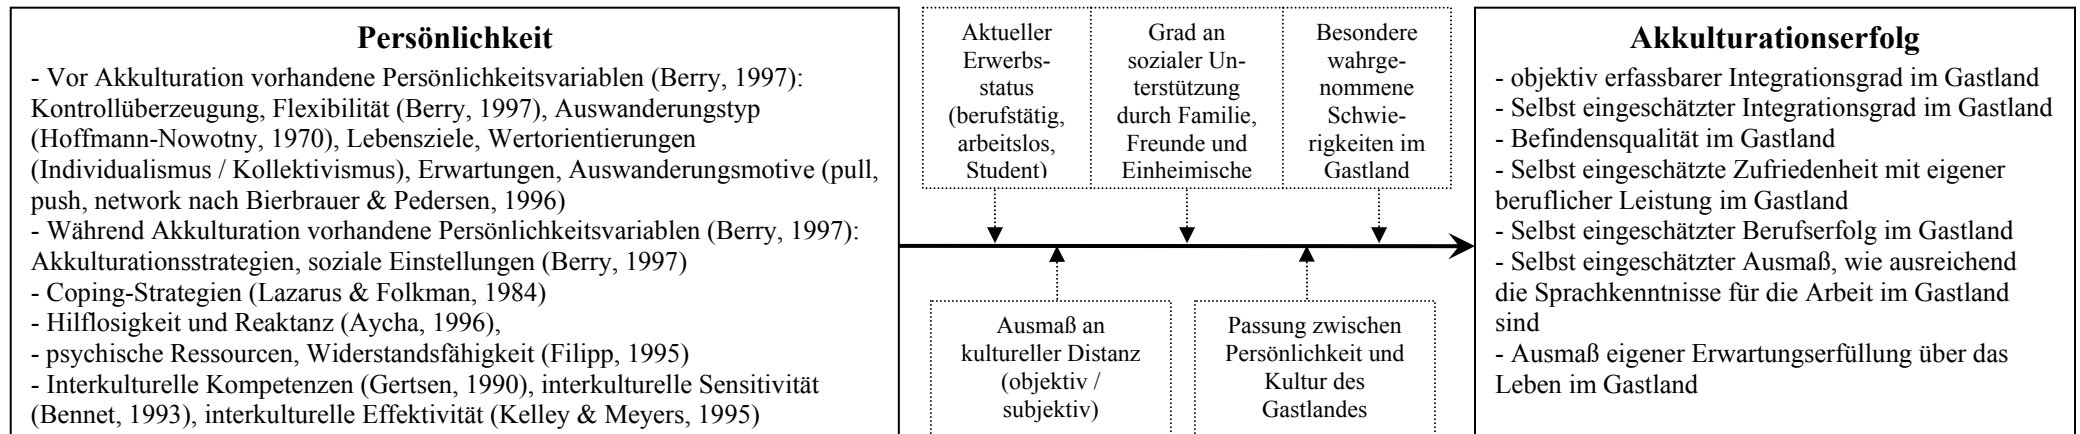 Persönlichkeit
- Vor Akkulturation vorhandene Persönlichkeitsvariablen (Berry, 1997):
Kontrollüberzeugung, Flexibilität (Berry, 1997), Auswanderungstyp
(Hoffmann-Nowotny, 1970), Lebensziele, Wertorientierungen
(Individualismus / Kollektivismus), Erwartungen, Auswanderungsmotive (pull,
push, network nach Bierbrauer & Pedersen, 1996)
- Während Akkulturation vorhandene Persönlichkeitsvariablen (Berry, 1997):
Akkulturationsstrategien, soziale Einstellungen (Berry, 1997)
- Coping-Strategien (Lazarus & Folkman, 1984)
- Hilflosigkeit und Reaktanz (Aycha, 1996),
- psychische Ressourcen, Widerstandsfähigkeit (Filipp, 1995)
- Interkulturelle Kompetenzen (Gertsen, 1990), interkulturelle Sensitivität
(Bennet, 1993), interkulturelle Effektivität (Kelley & Meyers, 1995)
Aktueller
Erwerbs-
status
(berufstätig,
arbeitslos,
Student)
Grad an
sozialer Un-
terstützung
durch Familie,
Freunde und
Einheimische
Besondere
wahrge-
nommene
Schwie-
rigkeiten im
Gastland
Ausmaß an
kultureller Distanz
(objektiv /
subjektiv)
Passung zwischen
Persönlichkeit und
Kultur des
Gastlandes
Akkulturationserfolg
- objektiv erfassbarer Integrationsgrad im Gastland
- Selbst eingeschätzter Integrationsgrad im Gastland
- Befindensqualität im Gastland
- Selbst eingeschätzte Zufriedenheit mit eigener
beruflicher Leistung im Gastland
- Selbst eingeschätzter Berufserfolg im Gastland
- Selbst eingeschätzter Ausmaß, wie ausreichend
die Sprachkenntnisse für die Arbeit im Gastland
sind
- Ausmaß eigener Erwartungserfüllung über das
Leben im Gastland